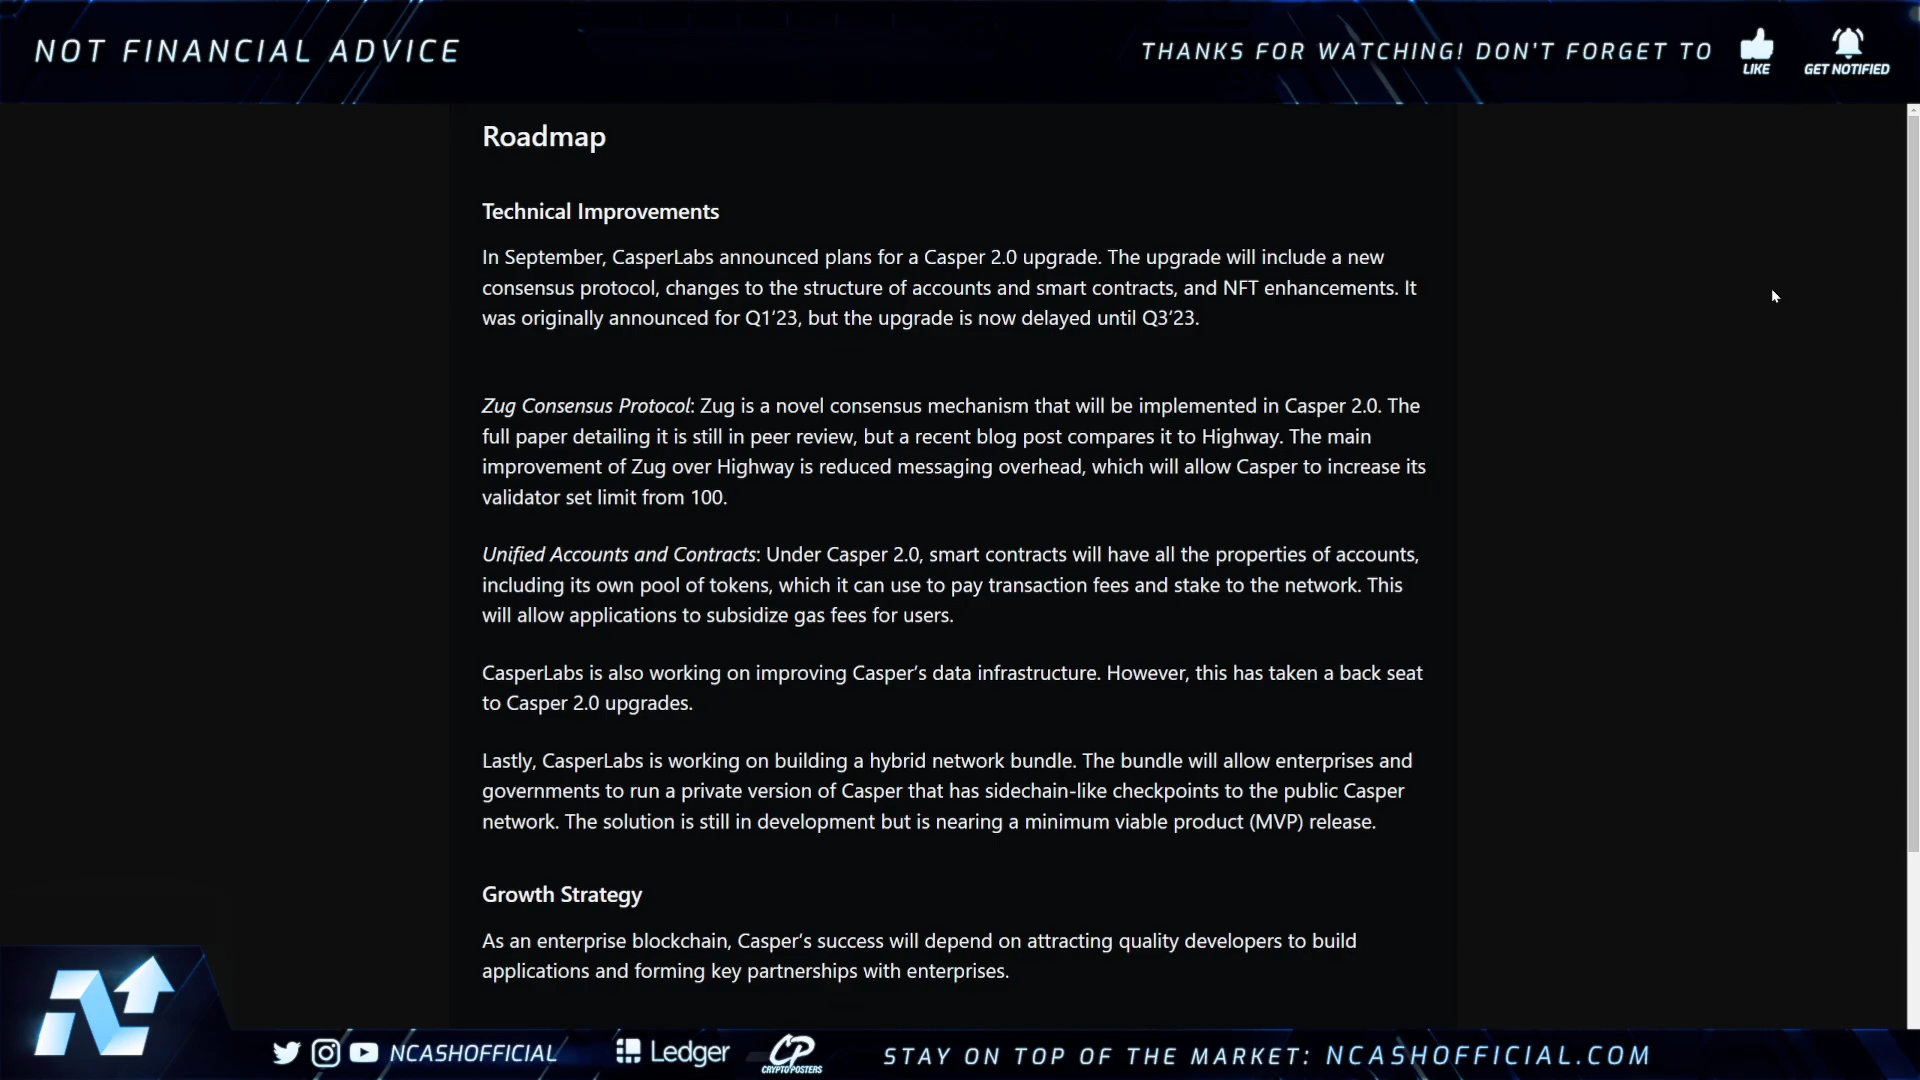 NOT FINANCIAL ADVICE
THANKS FOR WATCHING! DON'T FORGET TO
LIKE
GET NOTIFIED
Roadmap
Technical Improvements
In September, CasperLabs announced plans for a Casper 2.0 upgrade. The upgrade will include a new
consensus protocol, changes to the structure of accounts and smart contracts, and NFT enhancements. It
was originally announced for Q1'23, but the upgrade is now delayed until Q3'23.
Zug Consensus Protocol: Zug is a novel consensus mechanism that will be implemented in Casper 2.0. The
full paper detailing it is still in peer review, but a recent blog post compares it to Highway. The main
improvement of Zug over Highway is reduced messaging overhead, which will allow Casper to increase its
validator set limit from 100.
Unified Accounts and Contracts: Under Casper 2.0, smart contracts will have all the properties of accounts,
including its own pool of tokens, which it can use to pay transaction fees and stake to the network. This
will allow applications to subsidize gas fees for users.
CasperLabs is also working on improving Casper's data infrastructure. However, this has taken a back seat
to Casper 2.0 upgrades.
Lastly, CasperLabs is working on building a hybrid network bundle. The bundle will allow enterprises and
governments to run a private version of Casper that has sidechain-like checkpoints to the public Casper
network. The solution is still in development but is nearing a minimum viable product (MVP) release.
Growth Strategy
As an enterprise blockchain, Casper's success will depend on attracting quality developers to build
applications and forming key partnerships with enterprises.
NCASHOFFICIAL
Ledger
CP
CRYPTO POSTERS
STAY ON TOP OF THE MARKET: NCASHOFFICIAL.COM